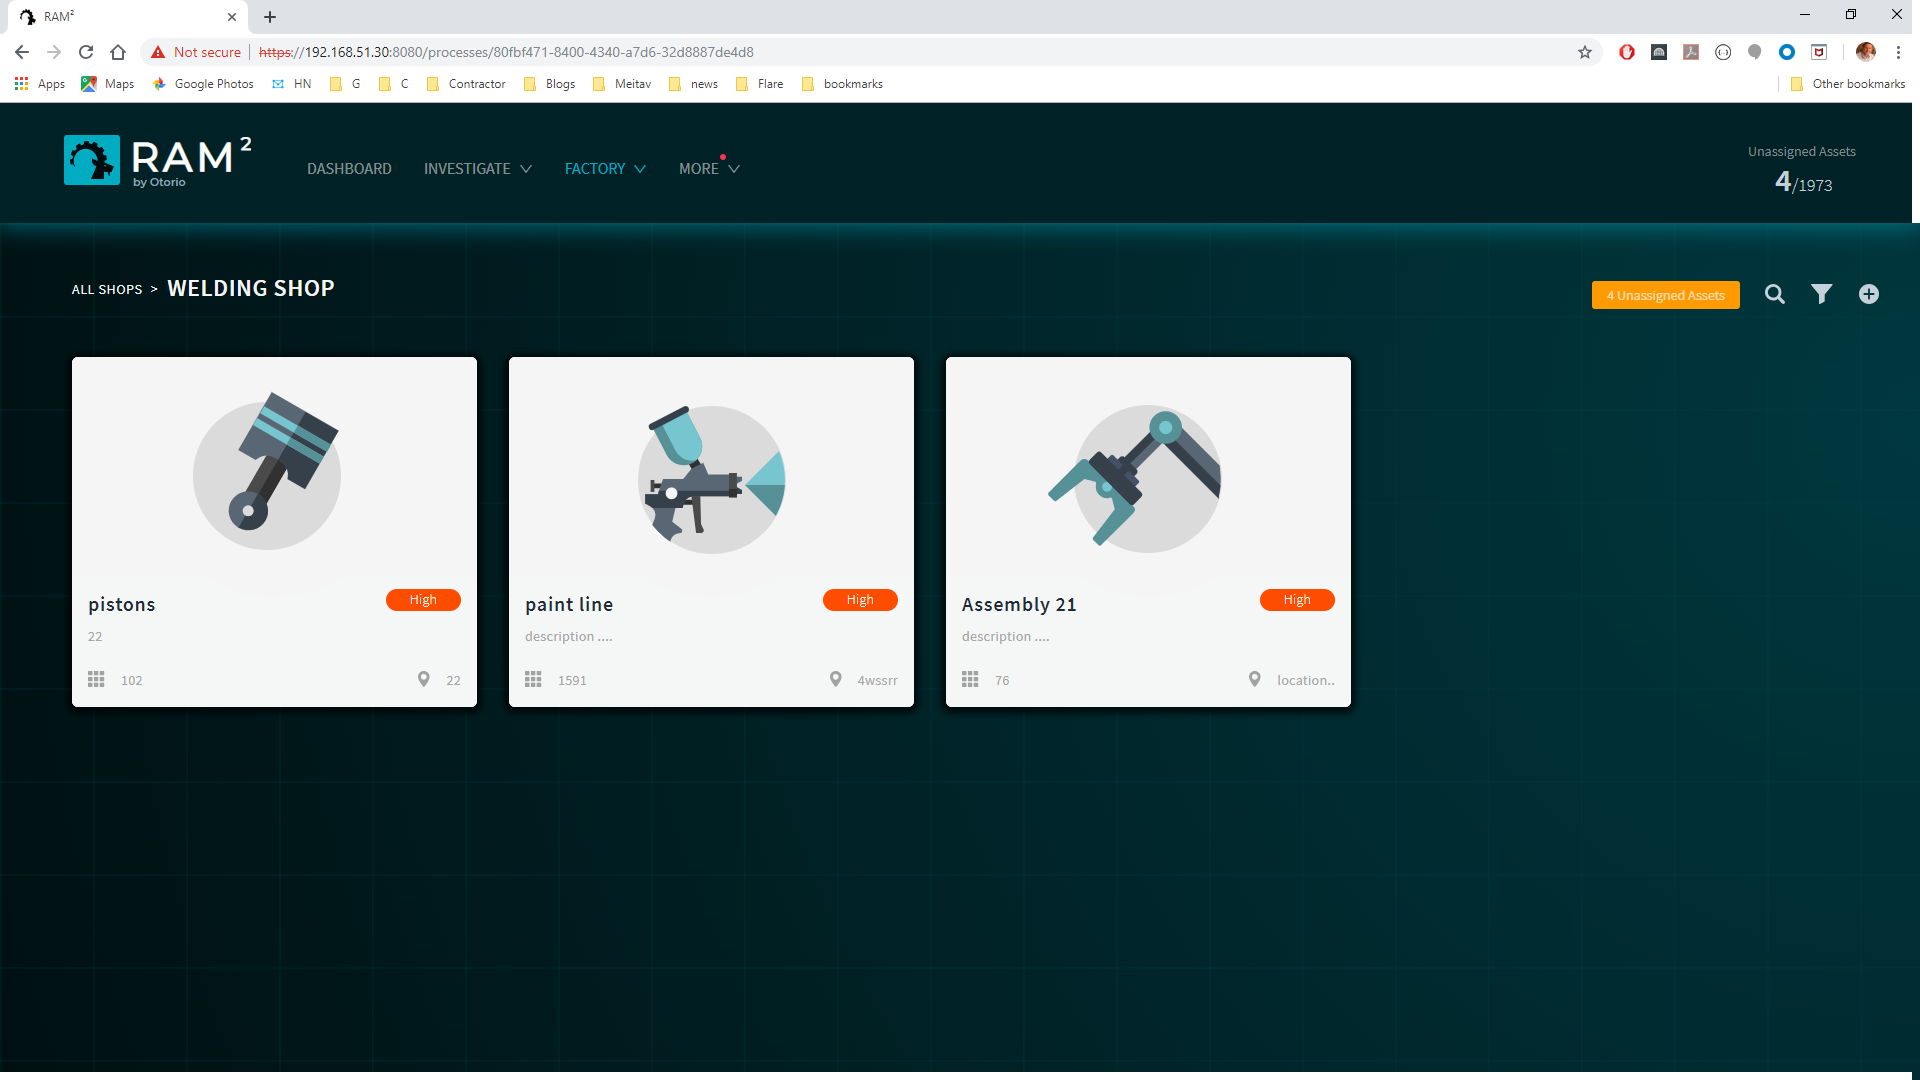 RAM²
Not secure
https://192.168.51.30:8080/processes/80fbf471-8400-4340-a7d6-32d8887de4d8
Apps
Maps
Google Photos
HN
G
C
Contractor
Blogs
Meitav
news
Flare
bookmarks
Other bookmarks
RAM²
by Otorio
DASHBOARD
INVESTIGATE
FACTORY
MORE
Unassigned Assets
4/1973
ALL SHOPS > WELDING SHOP
4 Unassigned Assets
pistons
High
22
102
22
paint line
High
description ....
1591
4wssrr
Assembly 21
High
description ....
76
location..